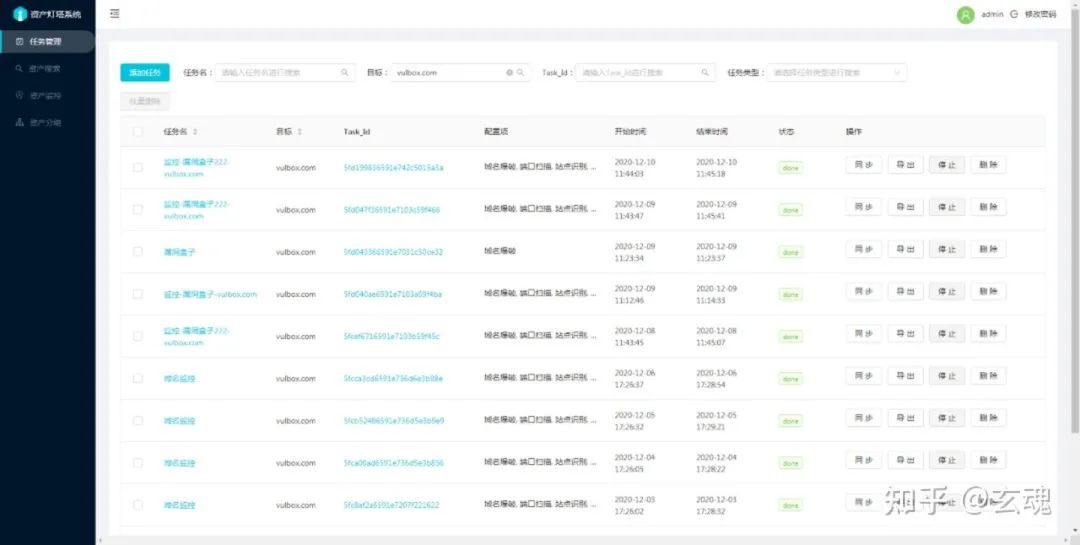 资产灯塔系统
admin 修改密码
任务管理
资产搜索
资产监控
资产分组
添加任务 任务名: 请输入任务名进行搜索 目标: vulbox.com Task_Id: 请输入Task_Id进行搜索 任务类型: 请选择任务类型进行搜索
批量删除
任务名 目标 Task_Id 配置项 开始时间 结束时间 状态 操作
监控-漏洞盒子222-vulbox.com vulbox.com 域名爆破, 端口扫描, 站点识别, ... 2020-12-10 11:44:03 2020-12-10 11:45:18 done 同 步 导 出 停 止 删 除
监控-漏洞盒子222-vulbox.com vulbox.com 域名爆破, 端口扫描, 站点识别, ... 2020-12-09 11:43:47 2020-12-09 11:45:41 done 同 步 导 出 停 止 删 除
漏洞盒子 vulbox.com 域名爆破 2020-12-09 11:23:34 2020-12-09 11:23:37 done 同 步 导 出 停 止 删 除
监控-漏洞盒子-vulbox.com vulbox.com 域名爆破, 端口扫描, 站点识别, ... 2020-12-09 11:12:46 2020-12-09 11:14:33 done 同 步 导 出 停 止 删 除
监控-漏洞盒子222-vulbox.com vulbox.com 域名爆破, 端口扫描, 站点识别, ... 2020-12-08 11:43:45 2020-12-08 11:45:07 done 同 步 导 出 停 止 删 除
域名监控 vulbox.com 域名爆破, 端口扫描, 站点识别, ... 2020-12-06 17:26:37 2020-12-06 17:28:54 done 同 步 导 出 停 止 删 除
域名监控 vulbox.com 域名爆破, 端口扫描, 站点识别, ... 2020-12-05 17:26:32 2020-12-05 17:29:21 done 同 步 导 出 停 止 删 除
域名监控 vulbox.com 域名爆破, 端口扫描, 站点识别, ... 2020-12-04 17:26:05 2020-12-04 17:28:22 done 同 步 导 出 停 止 删 除
域名监控 vulbox.com 5fc8af2a6591e7207f221622 域名爆破, 端口扫描, 站点识别, ... 2020-12-03 17:26:02 2020-12-03 17:28:32 done
知乎 @玄魂